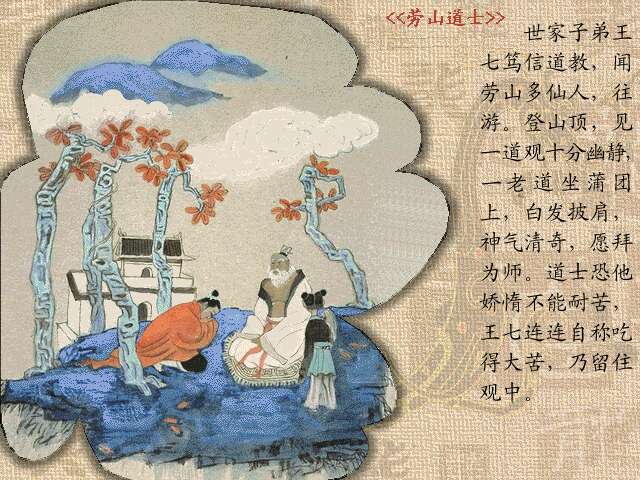 <<劳山道士>>
世家子弟王
七笃信道教，闻
劳山多仙人，往
游。登山顶，见
一道观十分幽静，
一老道坐蒲团
上，白发披肩，
神气清奇，愿拜
为师。道士恐他
娇惰不能耐苦，
王七连连自称吃
得大苦，乃留住
观中。